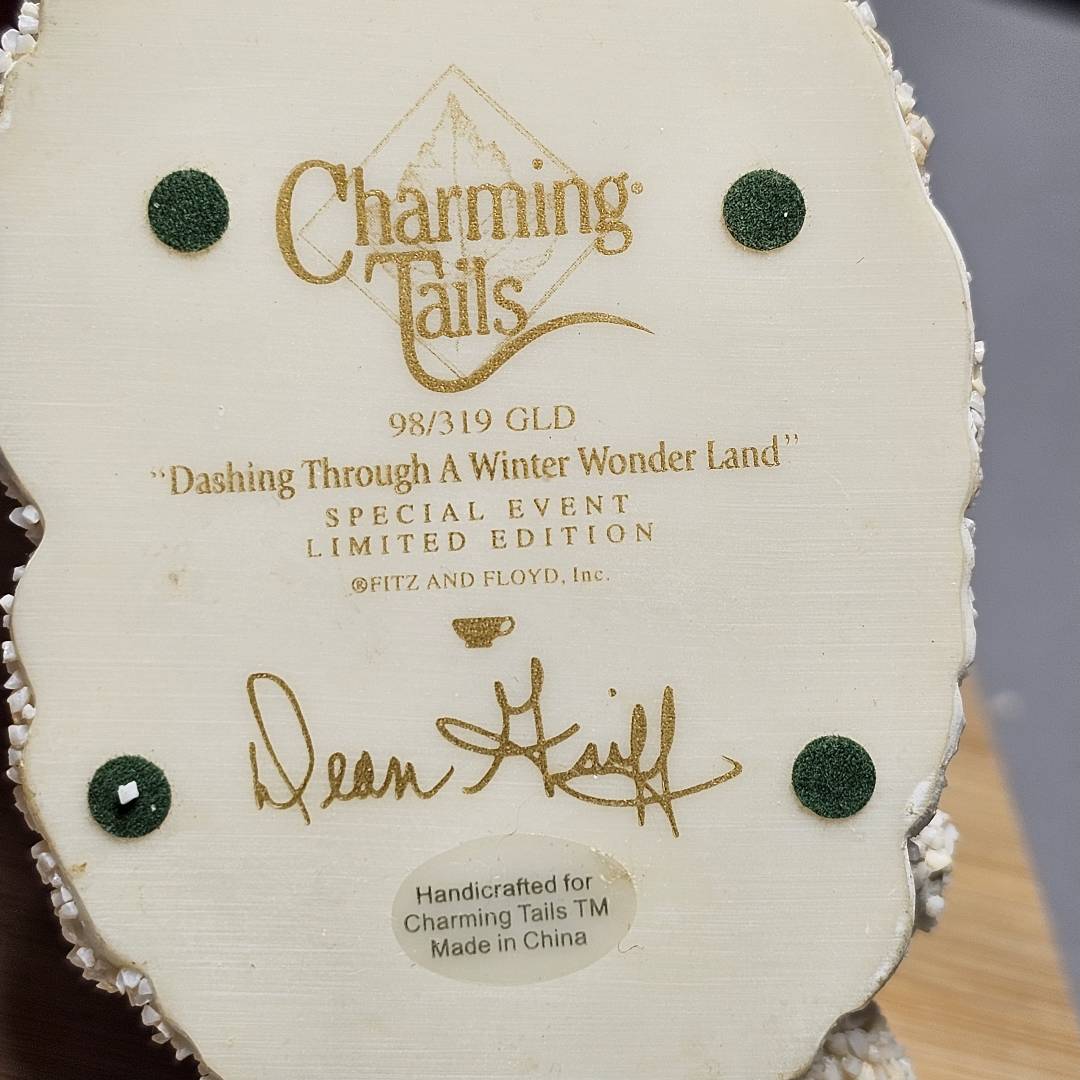 Charming®
Tails
98/319 GLD
“Dashing Through A Winter Wonder Land”
SPECIAL EVENT
LIMITED EDITION
®FITZ AND FLOYD, Inc.
Dean Griff
Handicrafted for
Charming Tails TM
Made in China